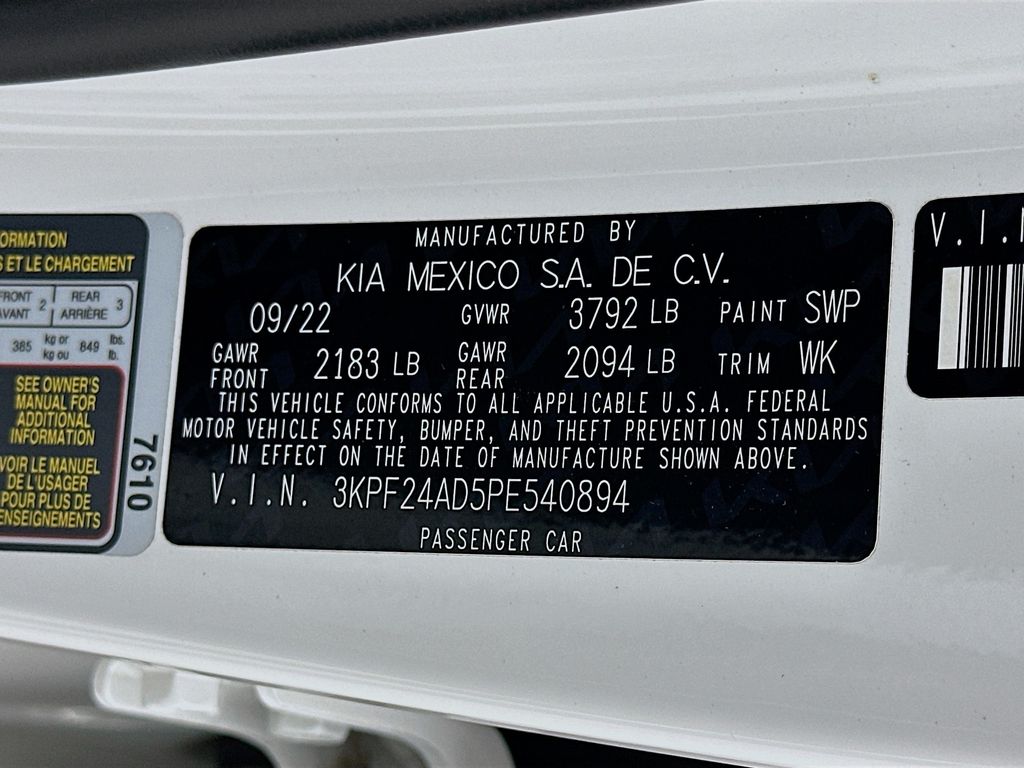 ORMATION
S ET LE CHARGEMENT
FRONT 2 REAR 3
AVANT ARRIÈRE
385 kg or 849 lbs.
kg ou lb.
SEE OWNER'S
MANUAL FOR
ADDITIONAL
INFORMATION
VOIR LE MANUEL
DE L'USAGER
POUR PLUS DE
RENSEIGNEMENTS
7610
MANUFACTURED BY
KIA MEXICO S.A. DE C.V.
09/22 GVWR 3792 LB PAINT SWP
GAWR FRONT 2183 LB GAWR REAR 2094 LB TRIM WK
THIS VEHICLE CONFORMS TO ALL APPLICABLE U.S.A. FEDERAL
MOTOR VEHICLE SAFETY, BUMPER, AND THEFT PREVENTION STANDARDS
IN EFFECT ON THE DATE OF MANUFACTURE SHOWN ABOVE.
V.I.N. 3KPF24AD5PE540894
PASSENGER CAR
V.I.N